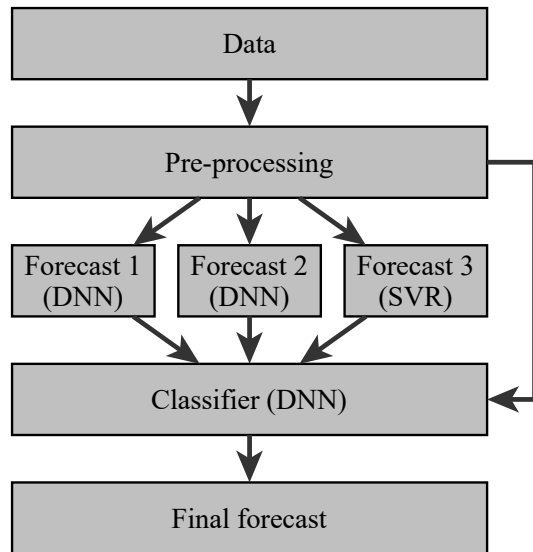 Data
Pre-processing
Forecast 1
(DNN)
Forecast 2
(DNN)
Forecast 3
(SVR)
Classifier (DNN)
Final forecast